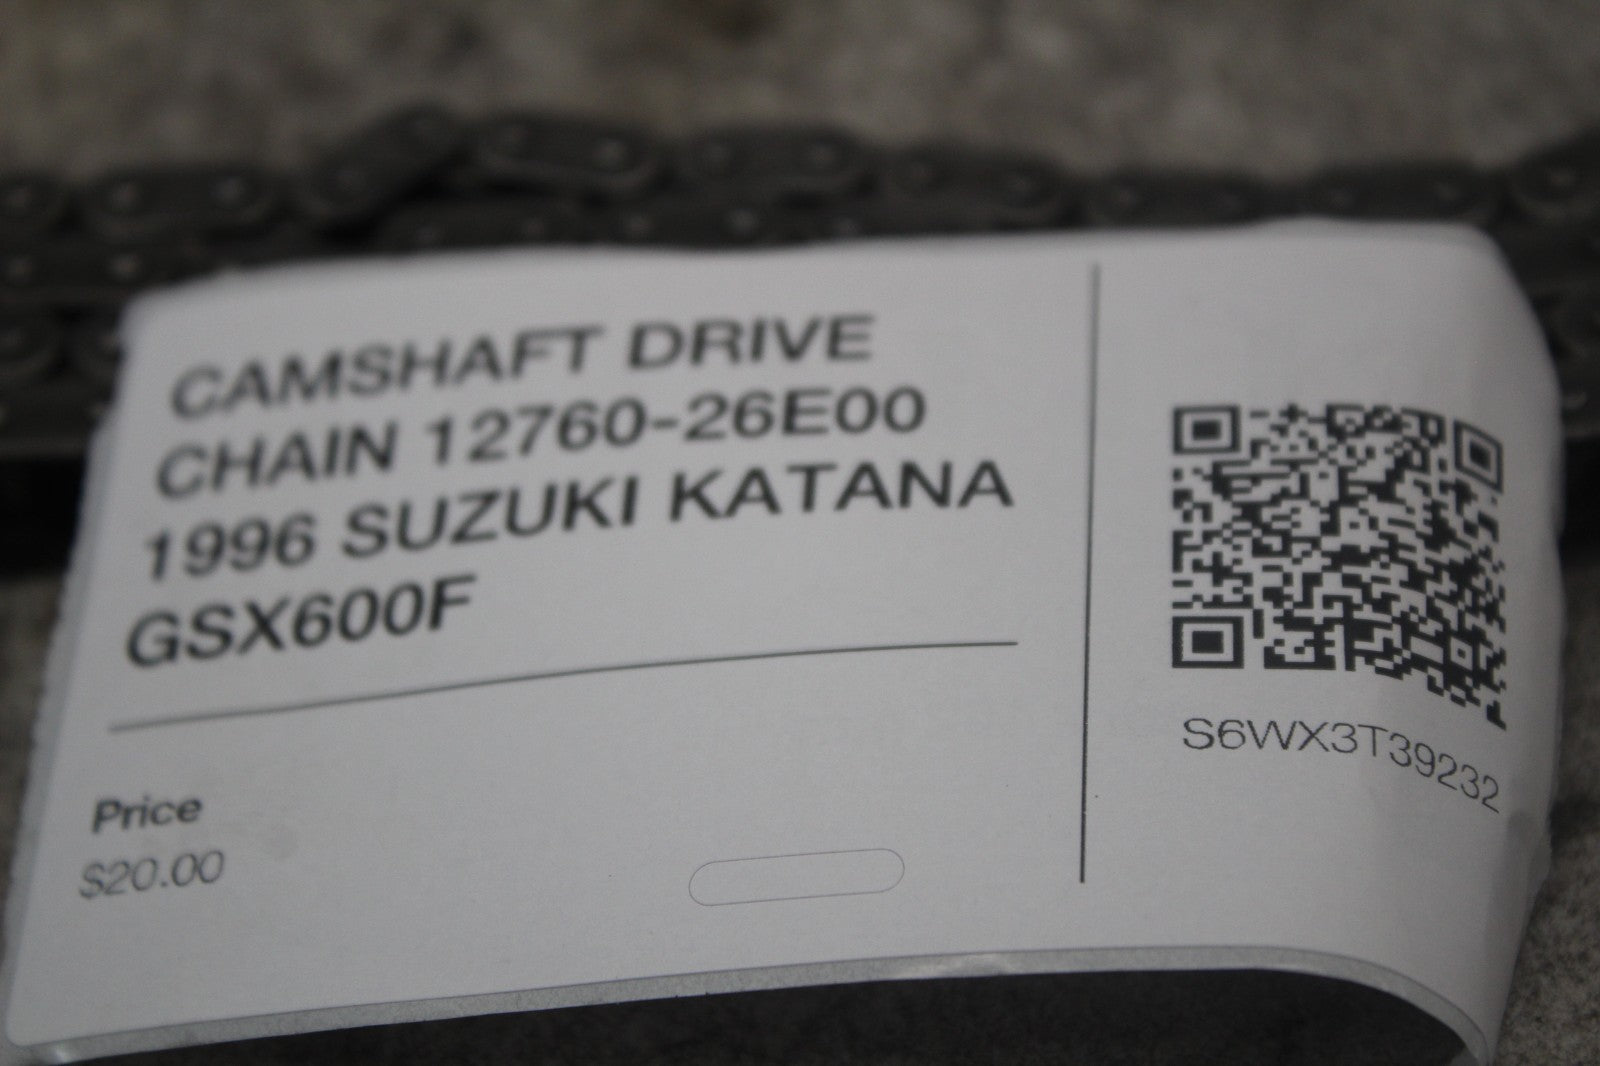 CAMSHAFT DRIVE
CHAIN 12760-26E00
1996 SUZUKI KATANA
GSX600F
Price
$20.00
S6WX3T39232